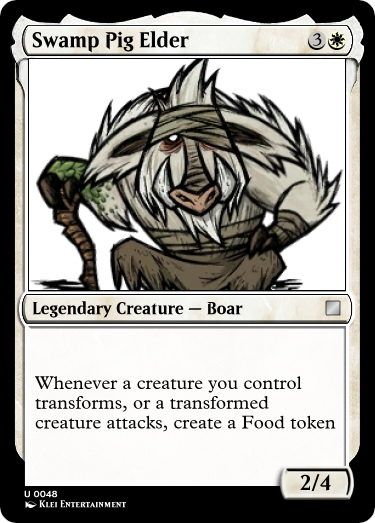 Swamp Pig Elder 3
Legendary Creature — Boar
Whenever a creature you control
transforms, or a transformed
creature attacks, create a Food token
2/4
U 0048
Klei Entertainment